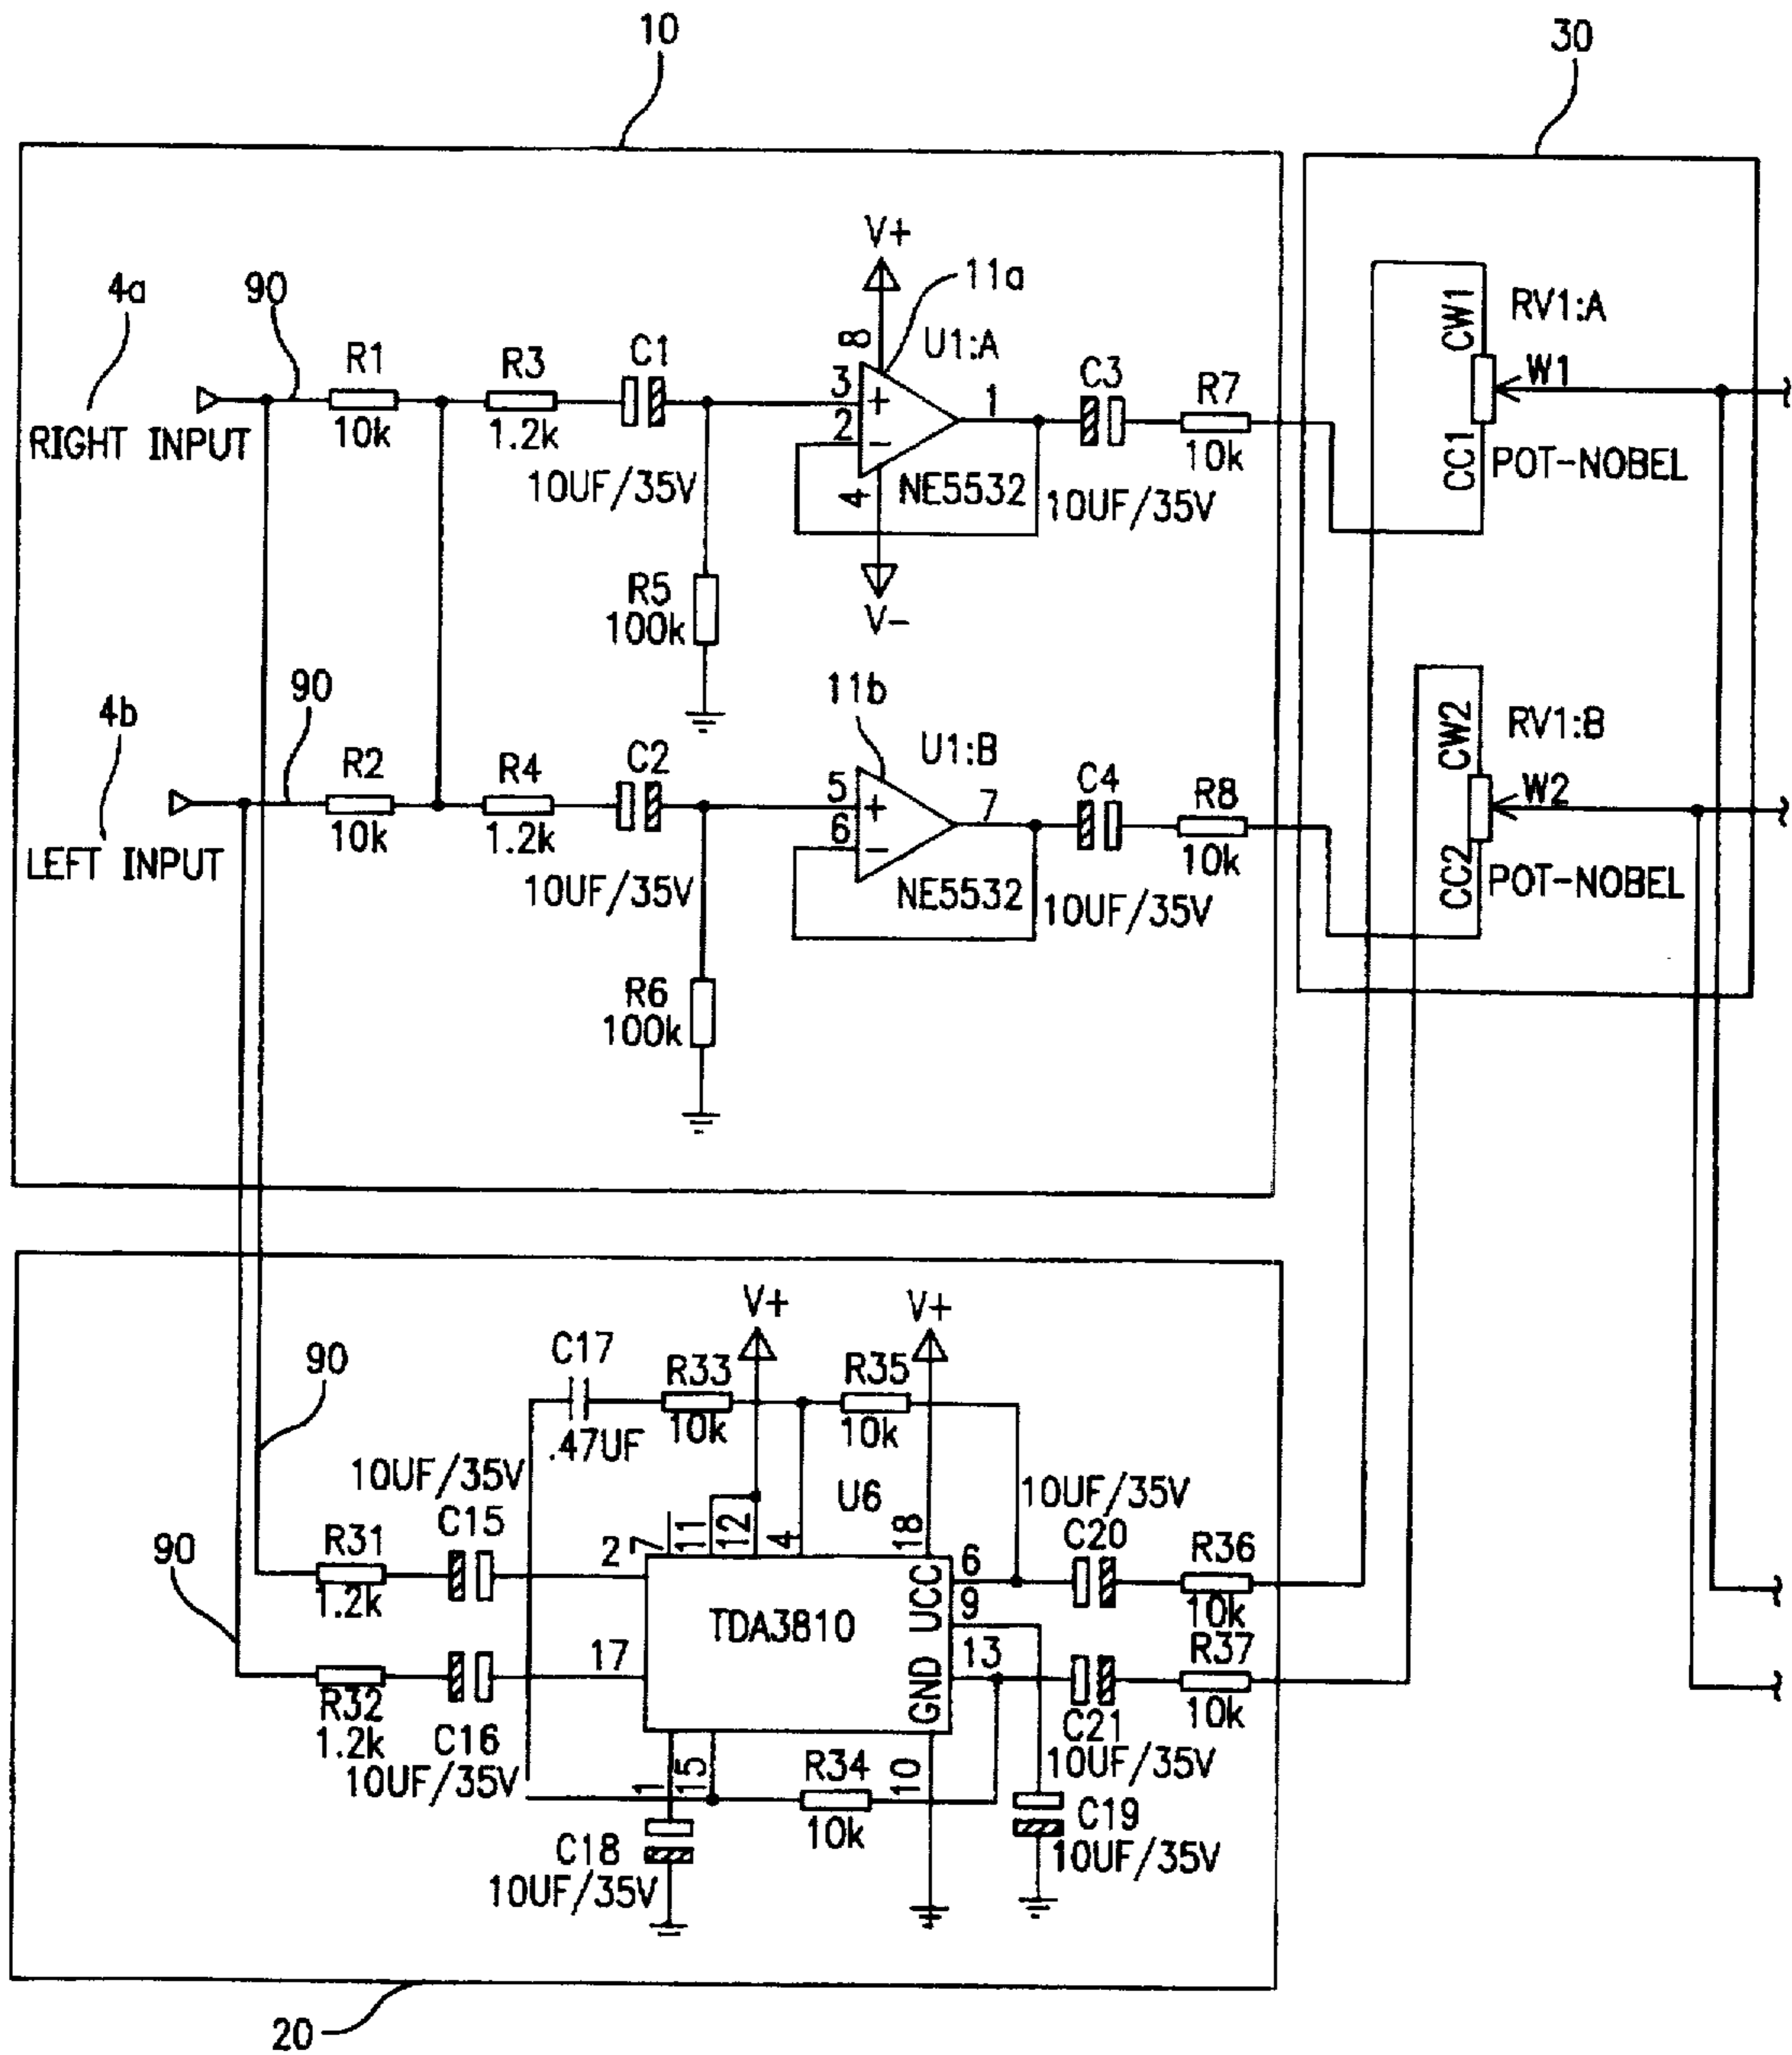 10
30
V+
4a
90
11a
8
U1:A
CW1
RV1:A
R1
R3
C1
3
+
2
−
1
C3
R7
W1
10k
1.2k
RIGHT INPUT
10UF/35V
4
NE5532
10UF/35V
10k
CC1
POT-NOBEL
R5
100k
V−
4b
90
11b
U1:B
CW2
RV1:B
R2
R4
C2
5
+
6
−
7
C4
R8
W2
10k
1.2k
LEFT INPUT
10UF/35V
NE5532
10UF/35V
10k
CC2
POT-NOBEL
R6
100k
V+
V+
90
C17
R33
R35
.47UF
10k
10k
10UF/35V
U6
10UF/35V
90
R31
C15
2
7
11
12
4
18
6
C20
R36
1.2k
TDA3810
UCC
9
10k
17
13
R37
R32
GND
C21
10k
1.2k
C16
10UF/35V
1
15
R34
10
10UF/35V
10k
C19
C18
10UF/35V
10UF/35V
20